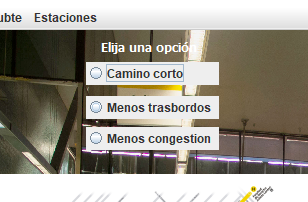 ubte Estaciones
Elija una opción
Camino corto
Menos trasbordos
Menos congestion